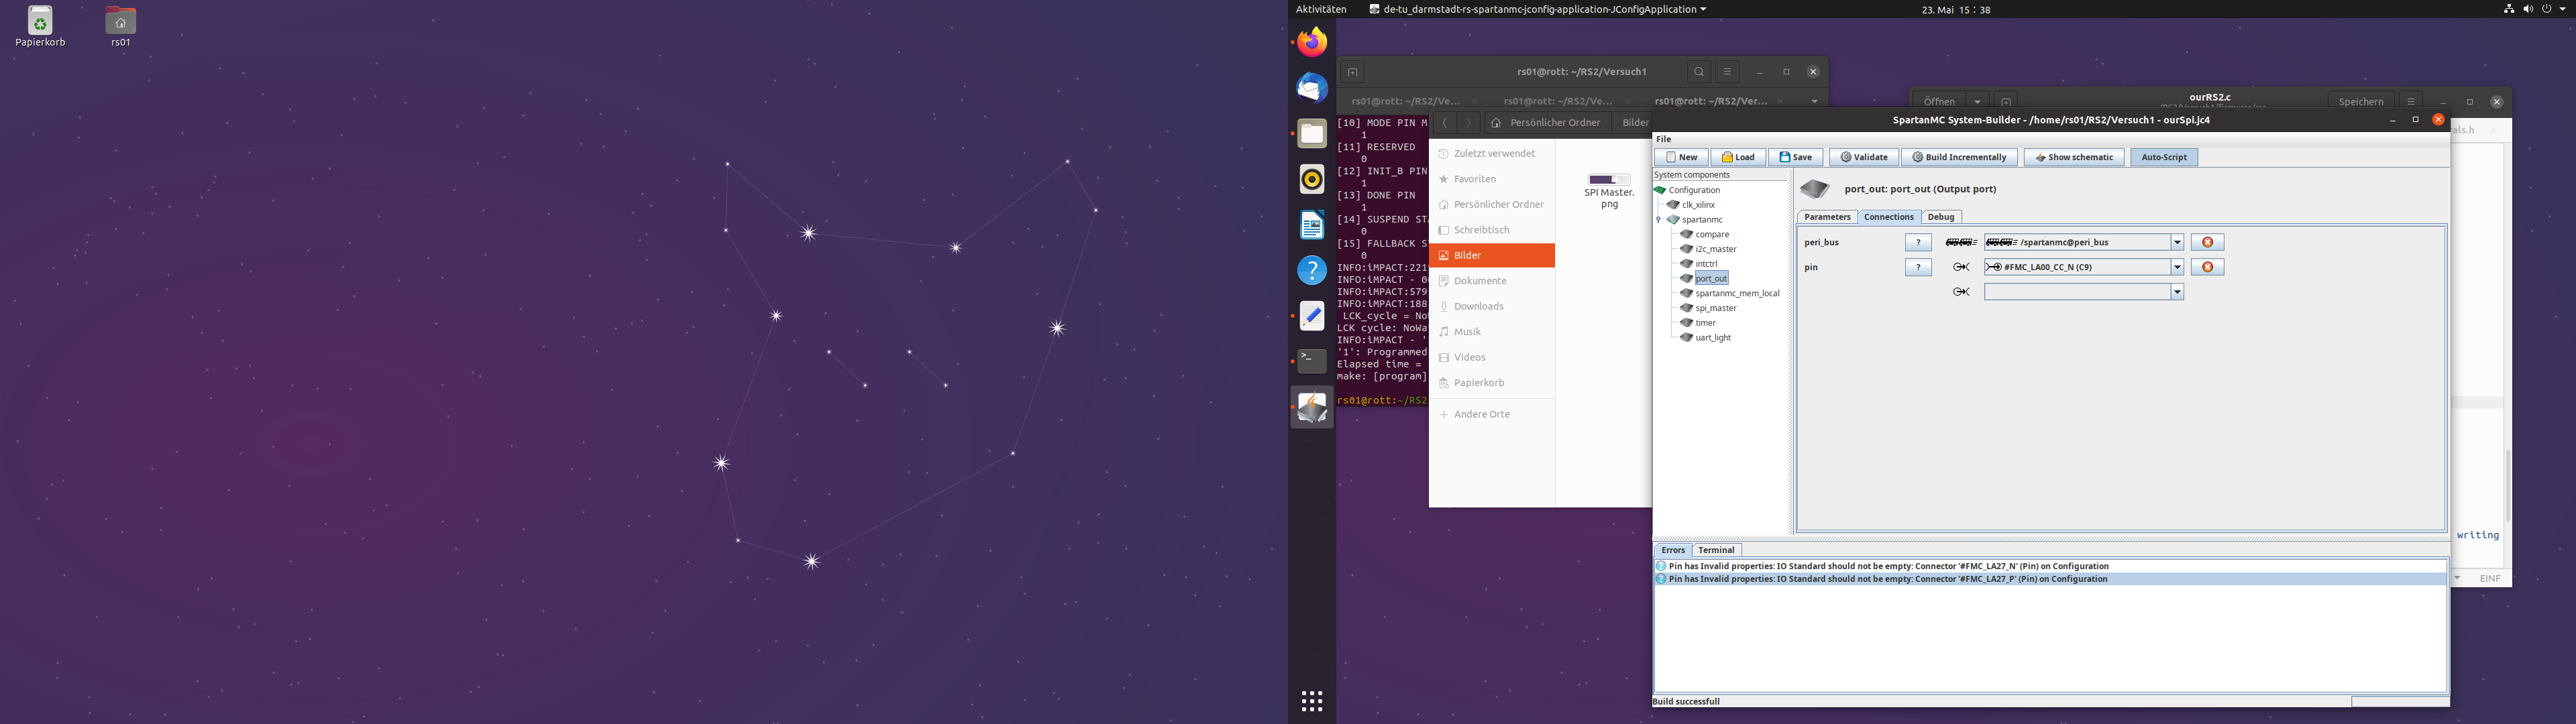 Papierkorb
rs01
Aktivitäten
de-tu_darmstadt-rs-spartanmc-jconfig-application-JConfigApplication
23. Mai 15:38
rs01@rott: ~/RS2/Versuch1
rs01@rott: ~/RS2/Ve...
rs01@rott: ~/RS2/Ve...
rs01@rott: ~/RS2/Ver...
[10] MODE PIN M
1
[11] RESERVED
0
[12] INIT_B PIN
1
[13] DONE PIN
1
[14] SUSPEND ST
0
[15] FALLBACK S
0
INFO:iMPACT:221
INFO:iMPACT - 0
INFO:iMPACT:579
INFO:iMPACT:188
LCK_cycle = No
LCK cycle: NoWa
INFO:iMPACT - '
'1': Programmed
Elapsed time =
make: [program]
rs01@rott:~/RS2
Persönlicher Ordner
Bilder
Zuletzt verwendet
Favoriten
Persönlicher Ordner
Schreibtisch
Bilder
Dokumente
Downloads
Musik
Videos
Papierkorb
Andere Orte
SPI Master.
png
Öffnen
ourRS2.c
Speichern
als.h
writing
EINF
SpartanMC System-Builder - /home/rs01/RS2/Versuch1 - ourSpi.jc4
File
New
Load
Save
Validate
Build Incrementally
Show schematic
Auto-Script
System components
Configuration
clk_xilinx
spartanmc
compare
i2c_master
intctrl
port_out
spartanmc_mem_local
spi_master
timer
uart_light
port_out: port_out (Output port)
Parameters
Connections
Debug
peri_bus
?
/spartanmc@peri_bus
pin
?
#FMC_LA00_CC_N (C9)
Errors
Terminal
Pin has Invalid properties: IO Standard should not be empty: Connector '#FMC_LA27_N' (Pin) on Configuration
Pin has Invalid properties: IO Standard should not be empty: Connector '#FMC_LA27_P' (Pin) on Configuration
Build successfull